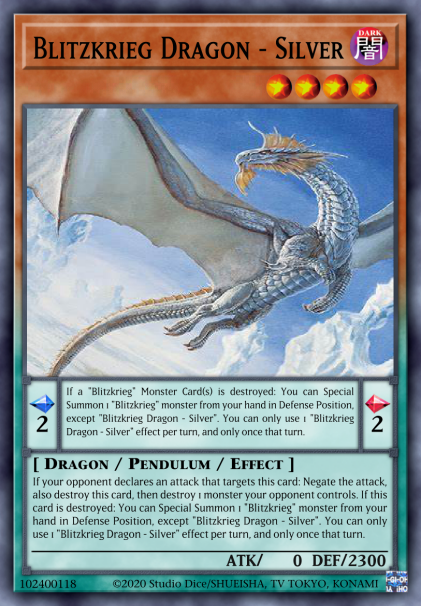 BLITZKRIEG DRAGON - SILVER
DARK
闇
If a "Blitzkrieg" Monster Card(s) is destroyed: You can Special
Summon 1 "Blitzkrieg" monster from your hand in Defense Position,
except "Blitzkrieg Dragon - Silver". You can only use 1 "Blitzkrieg
Dragon - Silver" effect per turn, and only once that turn.
2
2
[ DRAGON / PENDULUM / EFFECT ]
If your opponent declares an attack that targets this card: Negate the attack,
also destroy this card, then destroy 1 monster your opponent controls. If this
card is destroyed: You can Special Summon 1 "Blitzkrieg" monster from your
hand in Defense Position, except "Blitzkrieg Dragon - Silver". You can only
use 1 "Blitzkrieg Dragon - Silver" effect per turn, and only once that turn.
ATK/ 0 DEF/2300
102400118 ©2020 Studio Dice/SHUEISHA, TV TOKYO, KONAMI